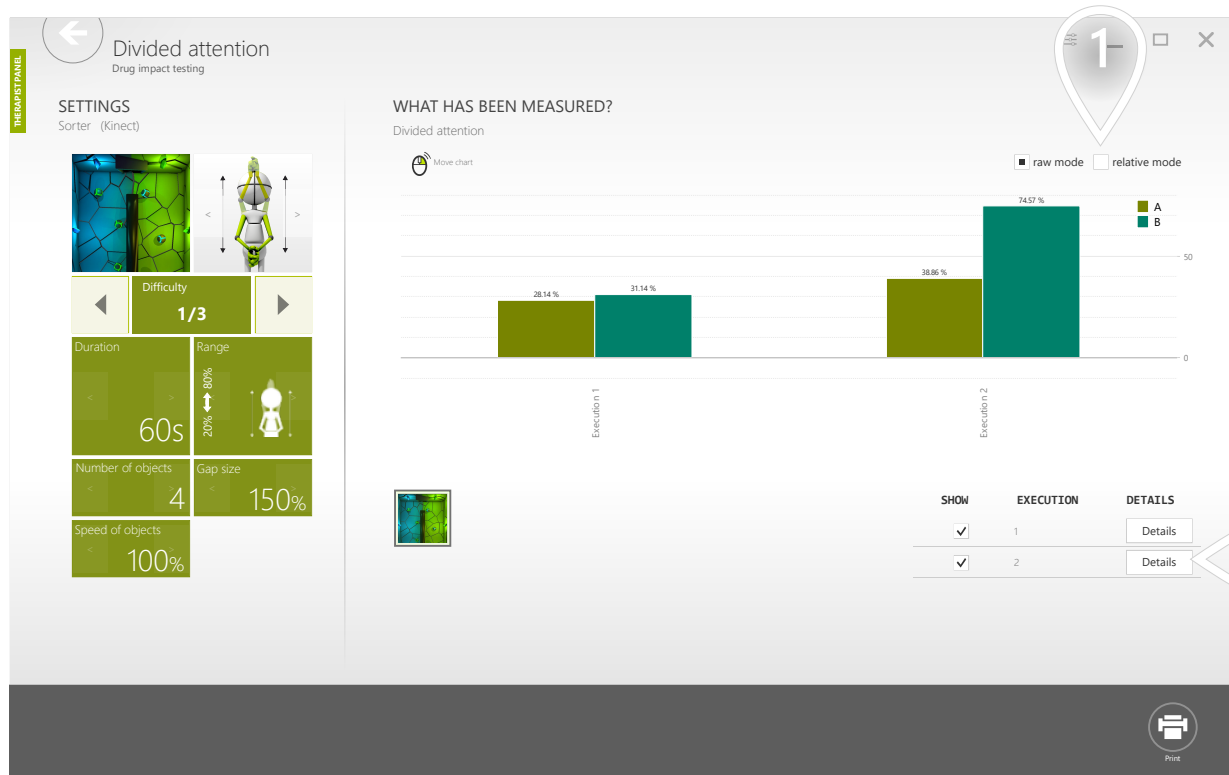 1
Divided attention
Drug impact testing
THERAPIST PANEL
SETTINGS
Sorter (Kinect)
< >
Difficulty
1/3
Duration
< >
60s
Range
20% 80%
>
Number of objects
< >
4
Gap size
< >
150%
Speed of objects
< >
100%
WHAT HAS BEEN MEASURED?
Divided attention
Move chart
raw mode relative mode
28.14 %
31.14 %
38.86 %
74.57 %
A
B
50
0
Execution 1
Execution 2
SHOW EXECUTION DETAILS
1 Details
2 Details
Print